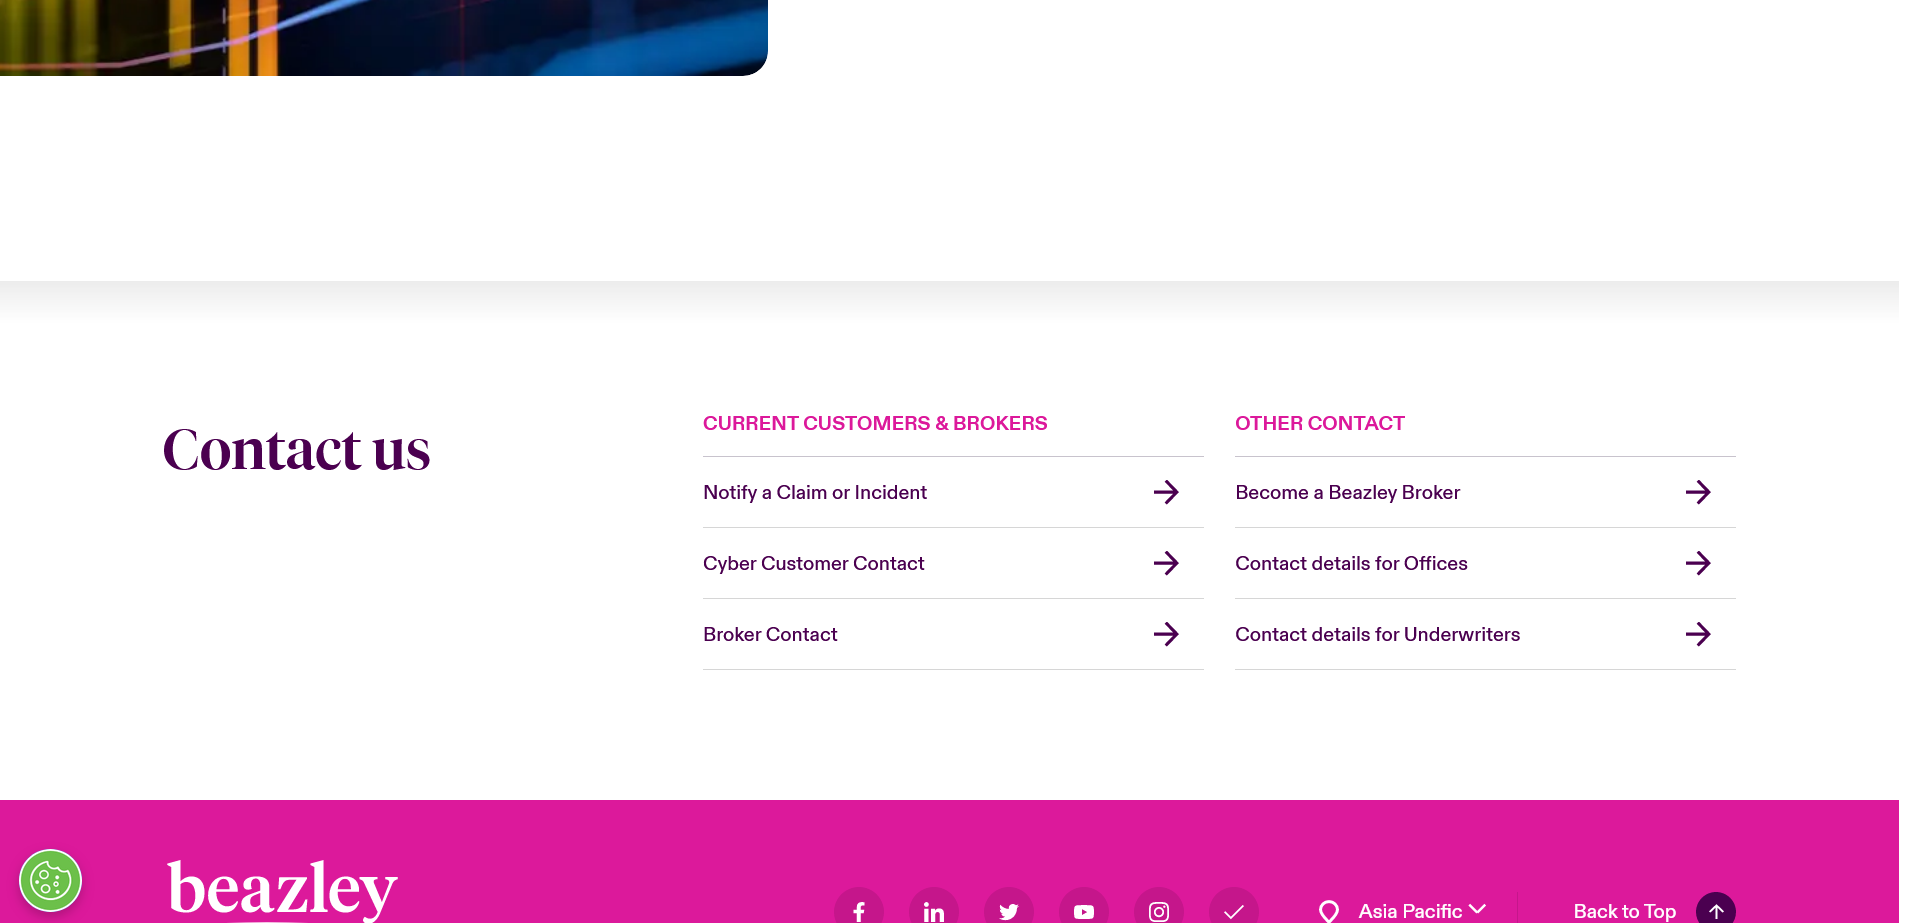 Contact us
CURRENT CUSTOMERS & BROKERS
Notify a Claim or Incident
Cyber Customer Contact
Broker Contact
OTHER CONTACT
Become a Beazley Broker
Contact details for Offices
Contact details for Underwriters
beazley
Asia Pacific
Back to Top